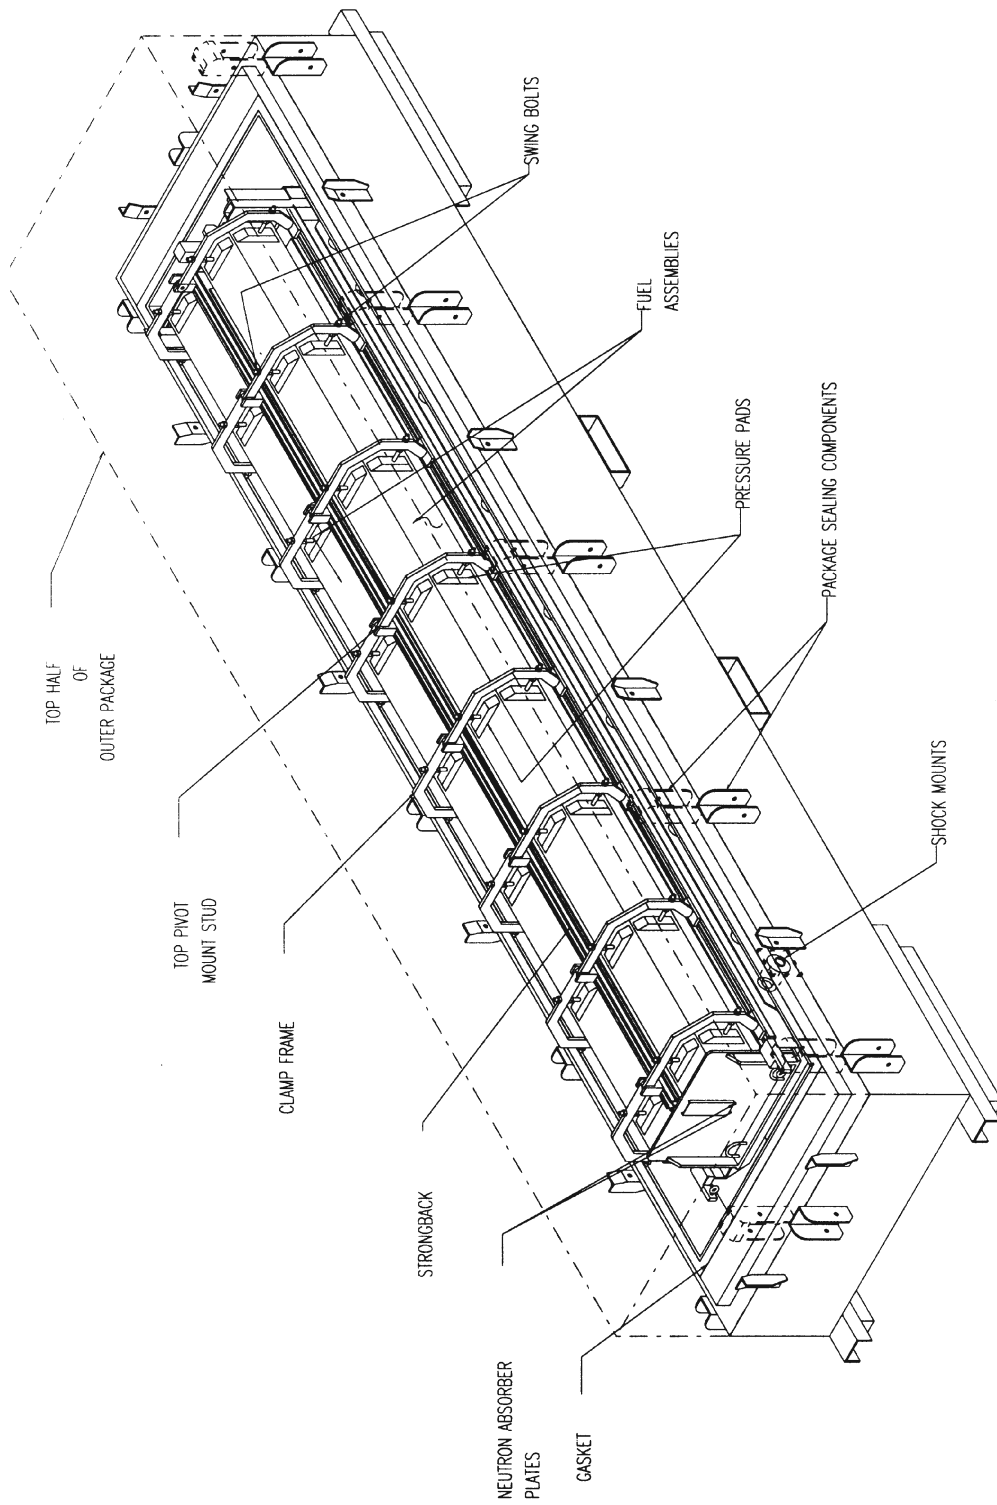 TOP HALF
OF
OUTER PACKAGE
TOP PIVOT
MOUNT STUD
CLAMP FRAME
STRONGBACK
NEUTRON ABSORBER
PLATES
GASKET
SWING BOLTS
FUEL
ASSEMBLIES
PRESSURE PADS
PACKAGE SEALING COMPONENTS
SHOCK MOUNTS